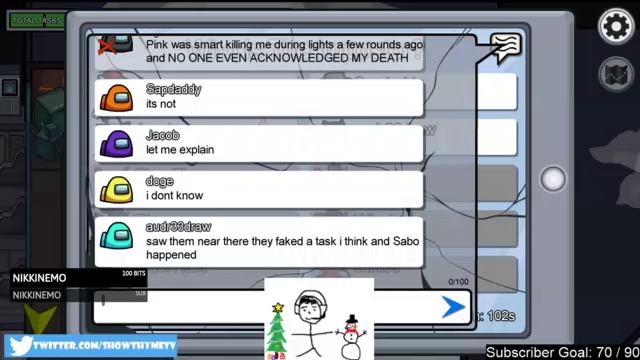 TOTAL TASKS
Pink was smart killing me during lights a few rounds ago
and NO ONE EVEN ACKNOWLEDGED MY DEATH
Sapdaddy
its not
Jacob
let me explain
doge
i dont know
audr33draw
saw them near there they faked a task i think and Sabo
happened
0/100
102s
NIKKINEMO 100 BITS
NIKKINEMO SUB
TWITTER.COM/SHOWTHYMETV
Subscriber Goal: 70 / 90